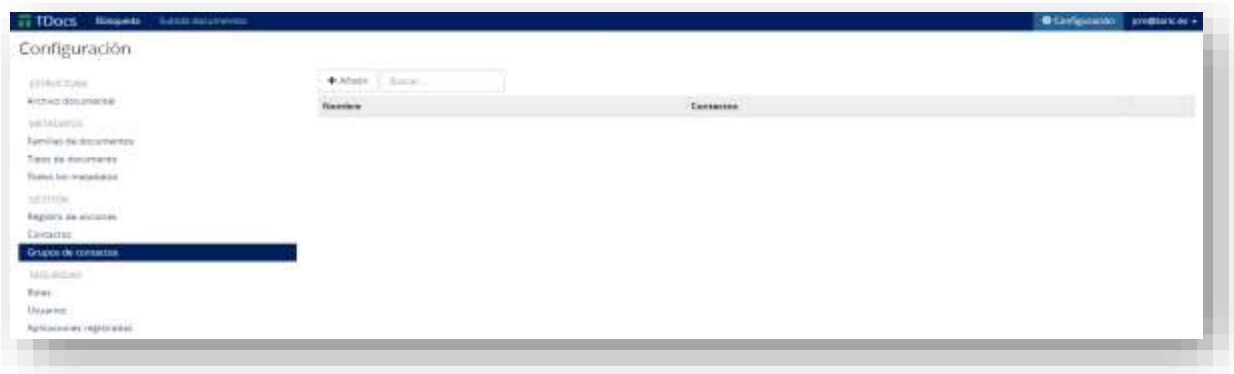 TDocs Búsqueda Subida documentos Configuración
Configuración
ESTRUCTURA
Archivo documental
METADATOS
Familias de documentos
Tipos de documento
Todos los metadatos
GESTIÓN
Registro de acciones
Contactos
Grupos de contactos
SEGURIDAD
Roles
Usuarios
Aplicaciones registradas
Añadir Buscar...
Nombre Contactos